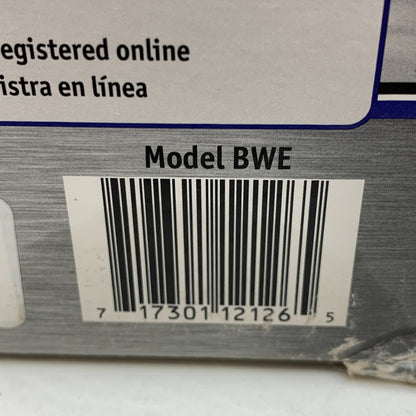 egistered online
istra en línea
Model BWE
7 17301 12126 5